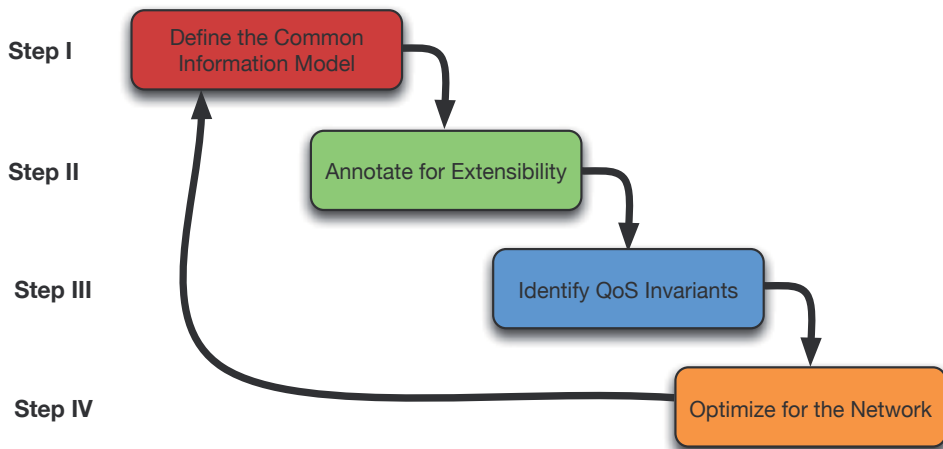 Step I
Define the Common
Information Model
Step II
Annotate for Extensibility
Step III
Identify QoS Invariants
Step IV
Optimize for the Network